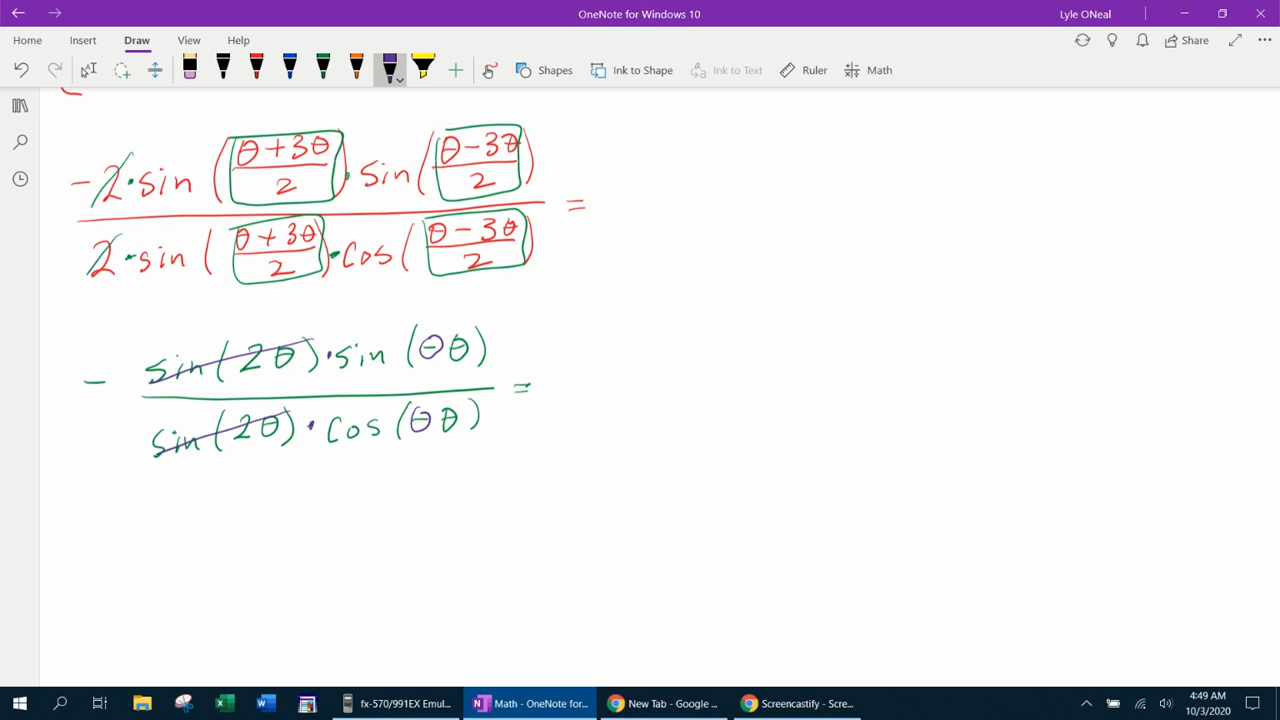 OneNote for Windows 10
Lyle ONeal
Home Insert Draw View Help
Share
Shapes Ink to Shape Ink to Text Ruler Math
-2·sin(θ+3θ/2)·sin(θ-3θ/2)
2·sin(θ+3θ/2)·cos(θ-3θ/2) =
- sin(2θ)·sin(θθ)
sin(2θ)·cos(θθ) =
fx-570/991EX Emul... Math - OneNote for... New Tab - Google ... Screencastify - Scre...
4:49 AM
10/3/2020